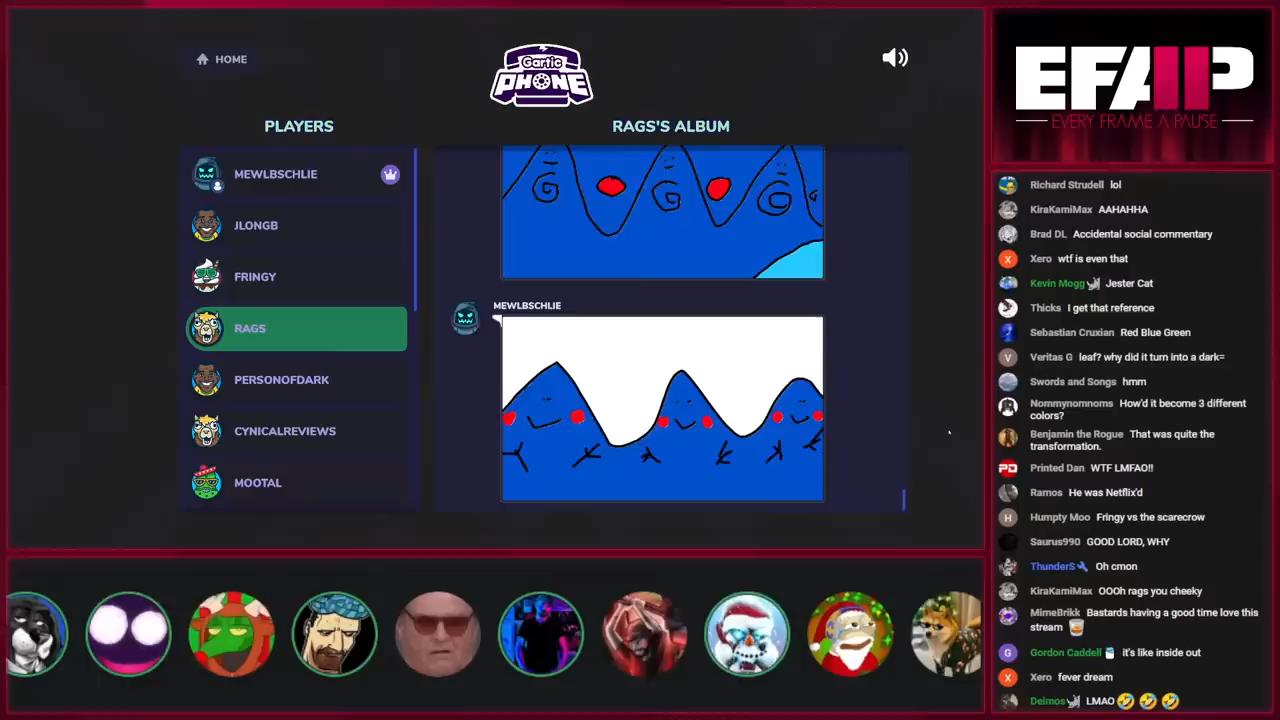 HOME
Gartic
PHONE
PLAYERS
RAGS'S ALBUM
MEWLBSCHLIE
JLONGB
FRINGY
RAGS
PERSONOFDARK
CYNICALREVIEWS
MOOTAL
MEWLBSCHLIE
EFAP
EVERY FRAME A PAUSE
Richard Strudell lol
KiraKamiMax AAHAHHA
Brad DL Accidental social commentary
X
Xero wtf is even that
Kevin Mogg Jester Cat
Thicks I get that reference
Sebastian Cruxian Red Blue Green
V
Veritas G leaf? why did it turn into a dark=
Swords and Songs hmm
Nommynomnoms How'd it become 3 different
colors?
Benjamin the Rogue That was quite the
transformation.
PD
Printed Dan WTF LMFAO!!
Ramos He was Netflix'd
H
Humpty Moo Fringy vs the scarecrow
Saurus990 GOOD LORD, WHY
ThunderS Oh cmon
KiraKamiMax OOOh rags you cheeky
MimeBrikk Bastards having a good time love this
stream
G
Gordon Caddell it's like inside out
X
Xero fever dream
Deimos LMAO